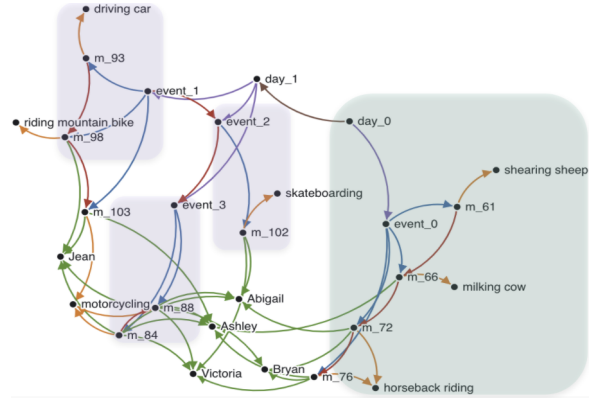 driving car
m_93
day_1
event_1
riding mountain bike
event_2
day_0
m_98
shearing sheep
skateboarding
event_3
m_61
m_103
event_0
m_102
Jean
m_66
milking cow
motorcycling
m_88
Abigail
Ashley
m_72
m_84
Victoria
Bryan
m_76
horseback riding